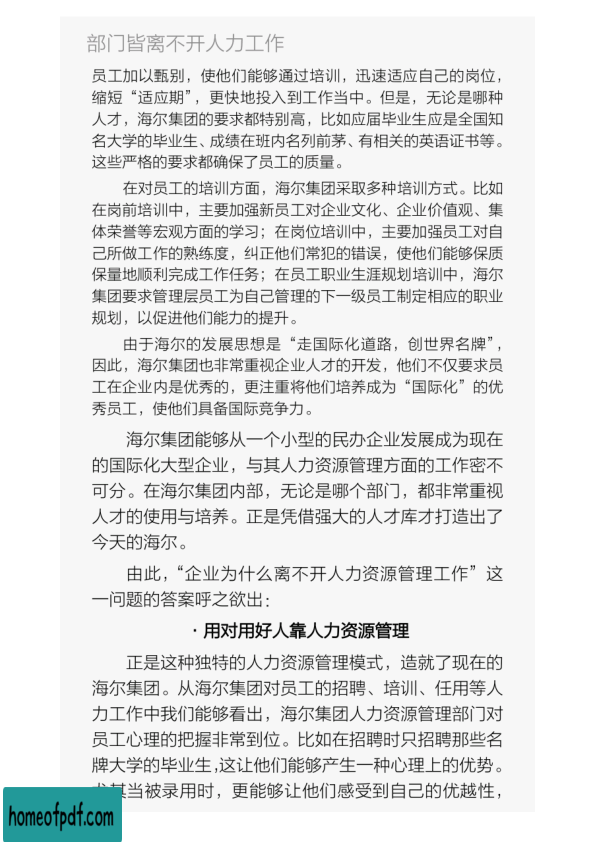 部门皆离不开人力工作
员工加以甄别，使他们能够通过培训，迅速适应自己的岗位，
缩短“适应期”，更快地投入到工作当中。但是，无论是哪种
人才，海尔集团的要求都特别高，比如应届毕业生应是全国知
名大学的毕业生、成绩在班内名列前茅、有相关的英语证书等。
这些严格的要求都确保了员工的质量。
在对员工的培训方面，海尔集团采取多种培训方式。比如
在岗前培训中，主要加强新员工对企业文化、企业价值观、集
体荣誉等宏观方面的学习；在岗位培训中，主要加强员工对自
己所做工作的熟练度，纠正他们常犯的错误，使他们能够保质
保量地顺利完成工作任务；在员工职业生涯规划培训中，海尔
集团要求管理层员工为自己管理的下一级员工制定相应的职业
规划，以促进他们能力的提升。
由于海尔的发展思想是“走国际化道路，创世界名牌”，
因此，海尔集团也非常重视企业人才的开发，他们不仅要求员
工在企业内是优秀的，更注重将他们培养成为“国际化”的优
秀员工，使他们具备国际竞争力。
海尔集团能够从一个小型的民办企业发展成为现在
的国际化大型企业，与其人力资源管理方面的工作密不
可分。在海尔集团内部，无论是哪个部门，都非常重视
人才的使用与培养。正是凭借强大的人才库才打造出了
今天的海尔。
由此，“企业为什么离不开人力资源管理工作”这
一问题的答案呼之欲出：
·用对用好人靠人力资源管理
正是这种独特的人力资源管理模式，造就了现在的
海尔集团。从海尔集团对员工的招聘、培训、任用等人
力工作中我们能够看出，海尔集团人力资源管理部门对
员工心理的把握非常到位。比如在招聘时只招聘那些名
牌大学的毕业生,这让他们能够产生一种心理上的优势。
尤其当被录用时，更能够让他们感受到自己的优越性，
homeofpdf.com